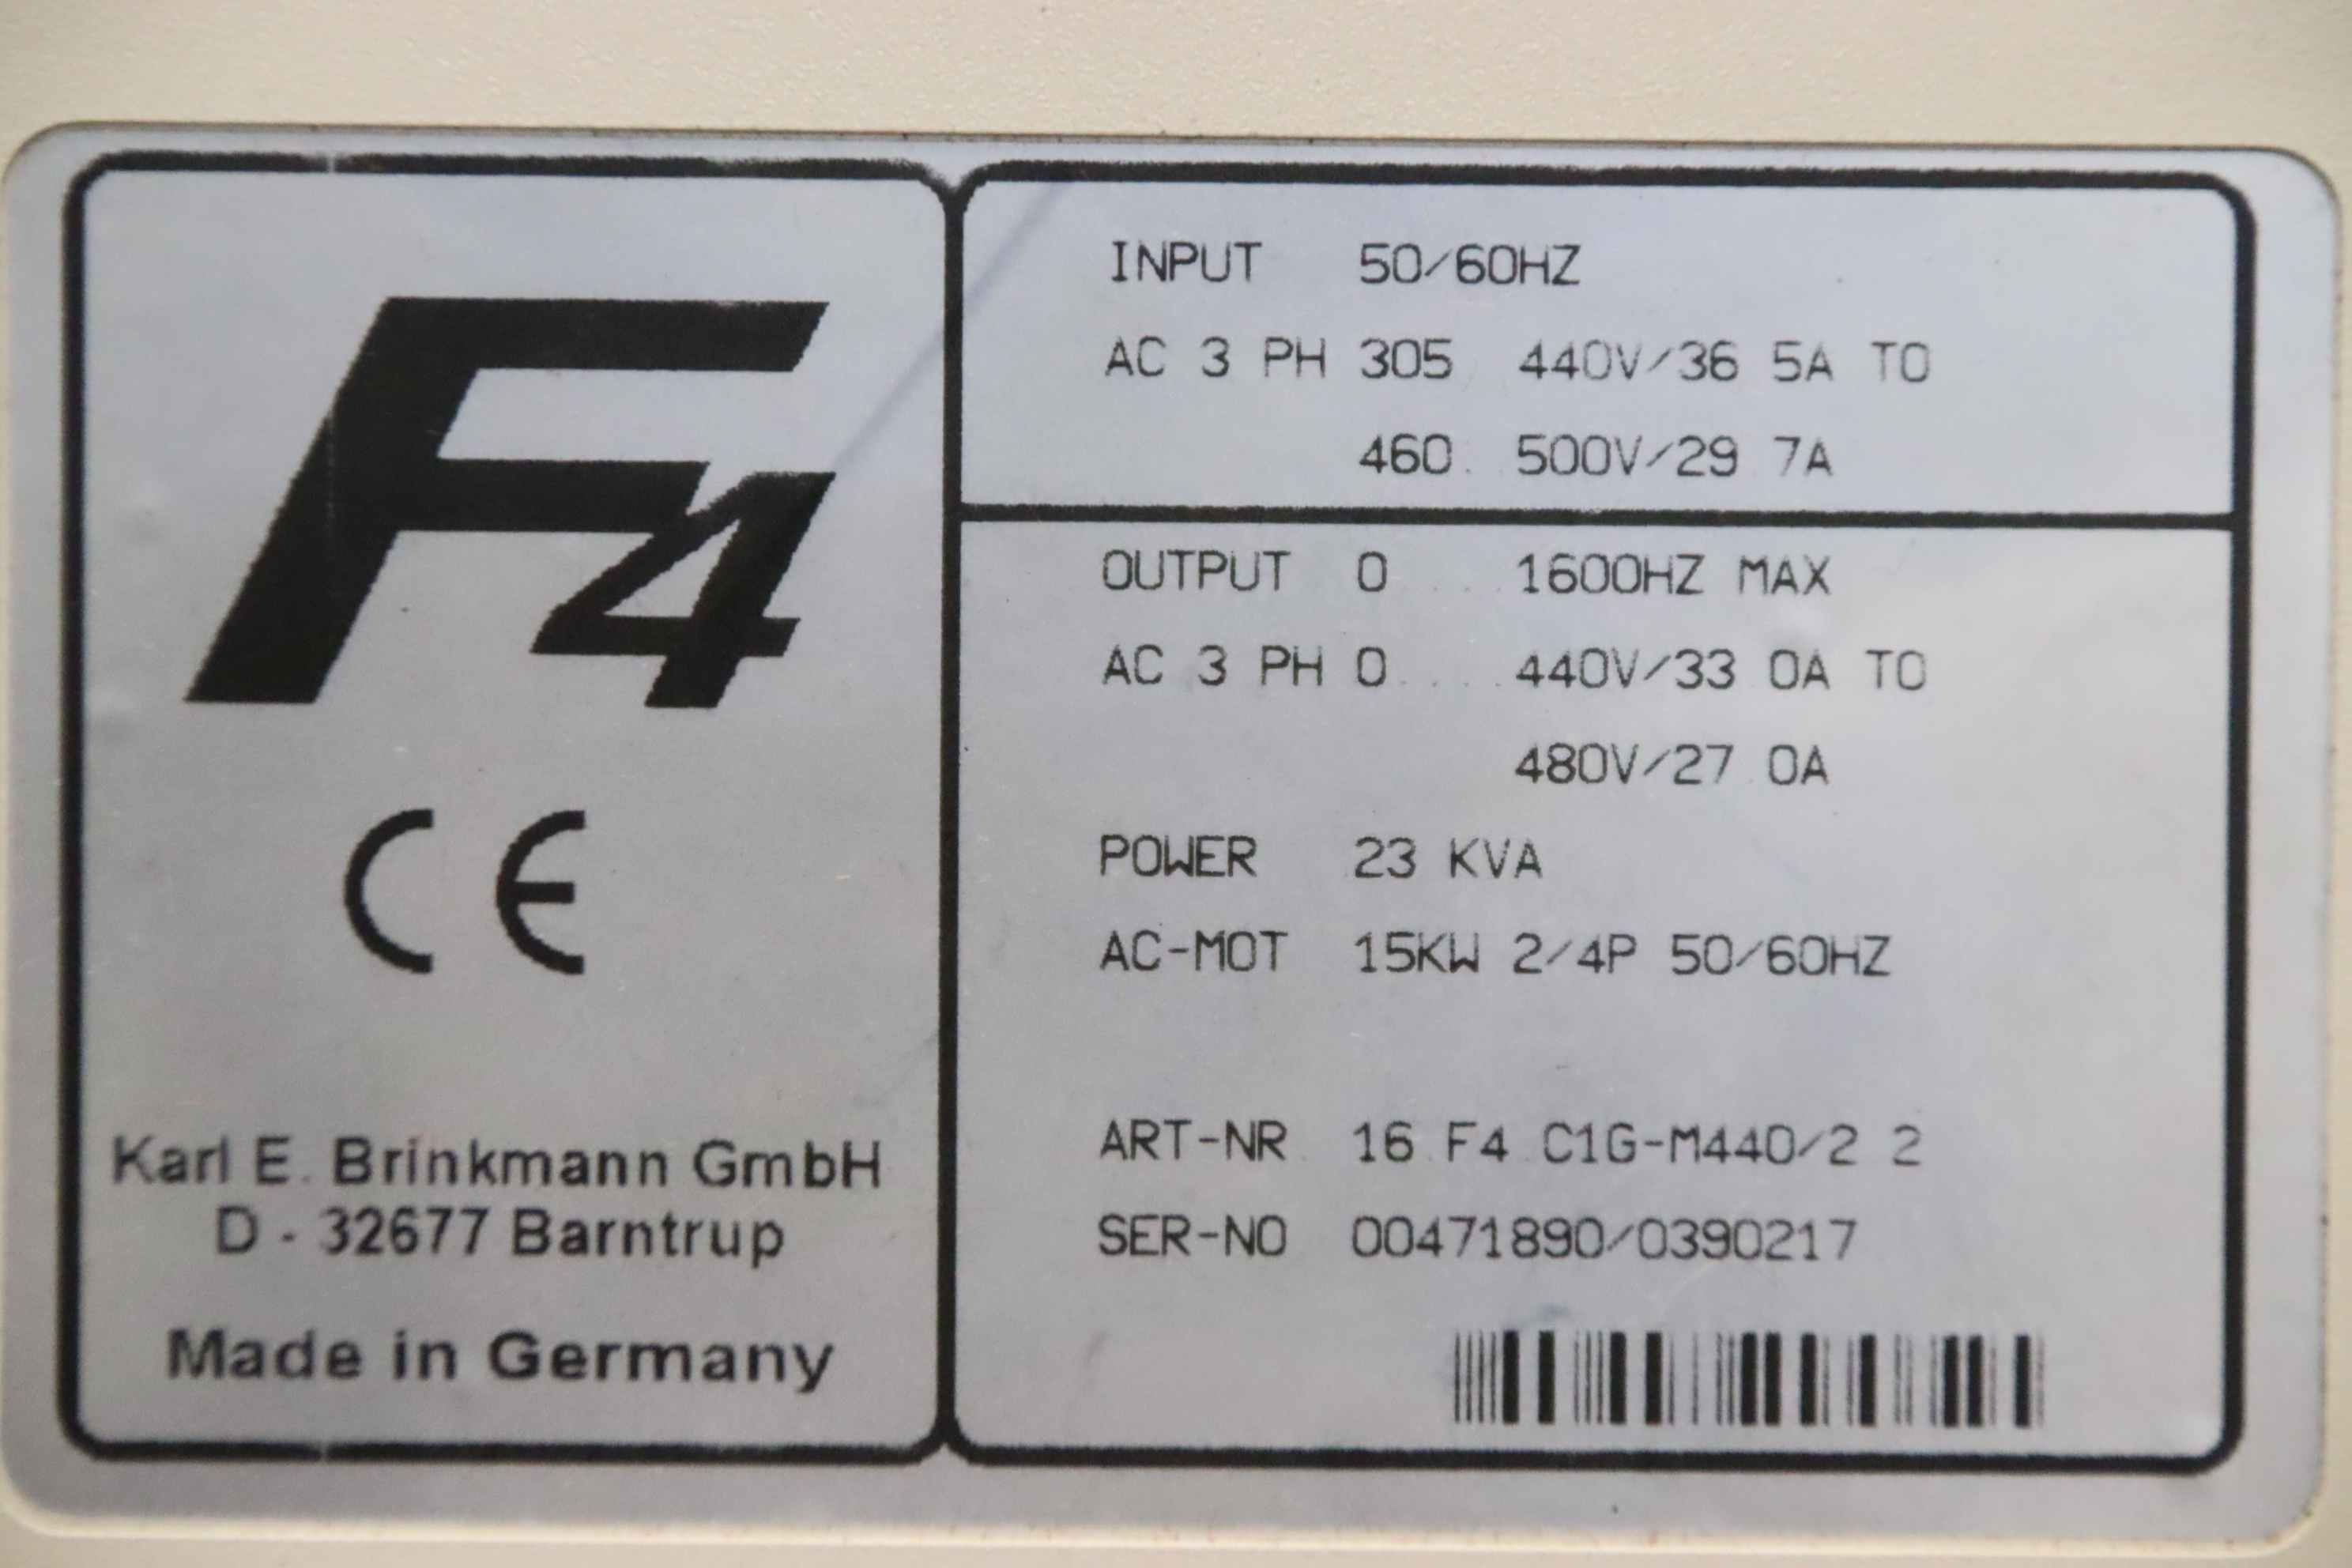 F4
CE
Karl E. Brinkmann GmbH
D - 32677 Barntrup
Made in Germany
INPUT 50/60HZ
AC 3 PH 305 440V/36 5A TO
460. 500V/29 7A
OUTPUT 0 ... 1600HZ MAX
AC 3 PH 0 ... 440V/33 0A TO
480V/27.0A
POWER 23 KVA
AC-MOT 15KW 2/4P 50/60HZ
ART-NR. 16.F4.C1G-M440/2 2
SER-NO 00471890/0390217